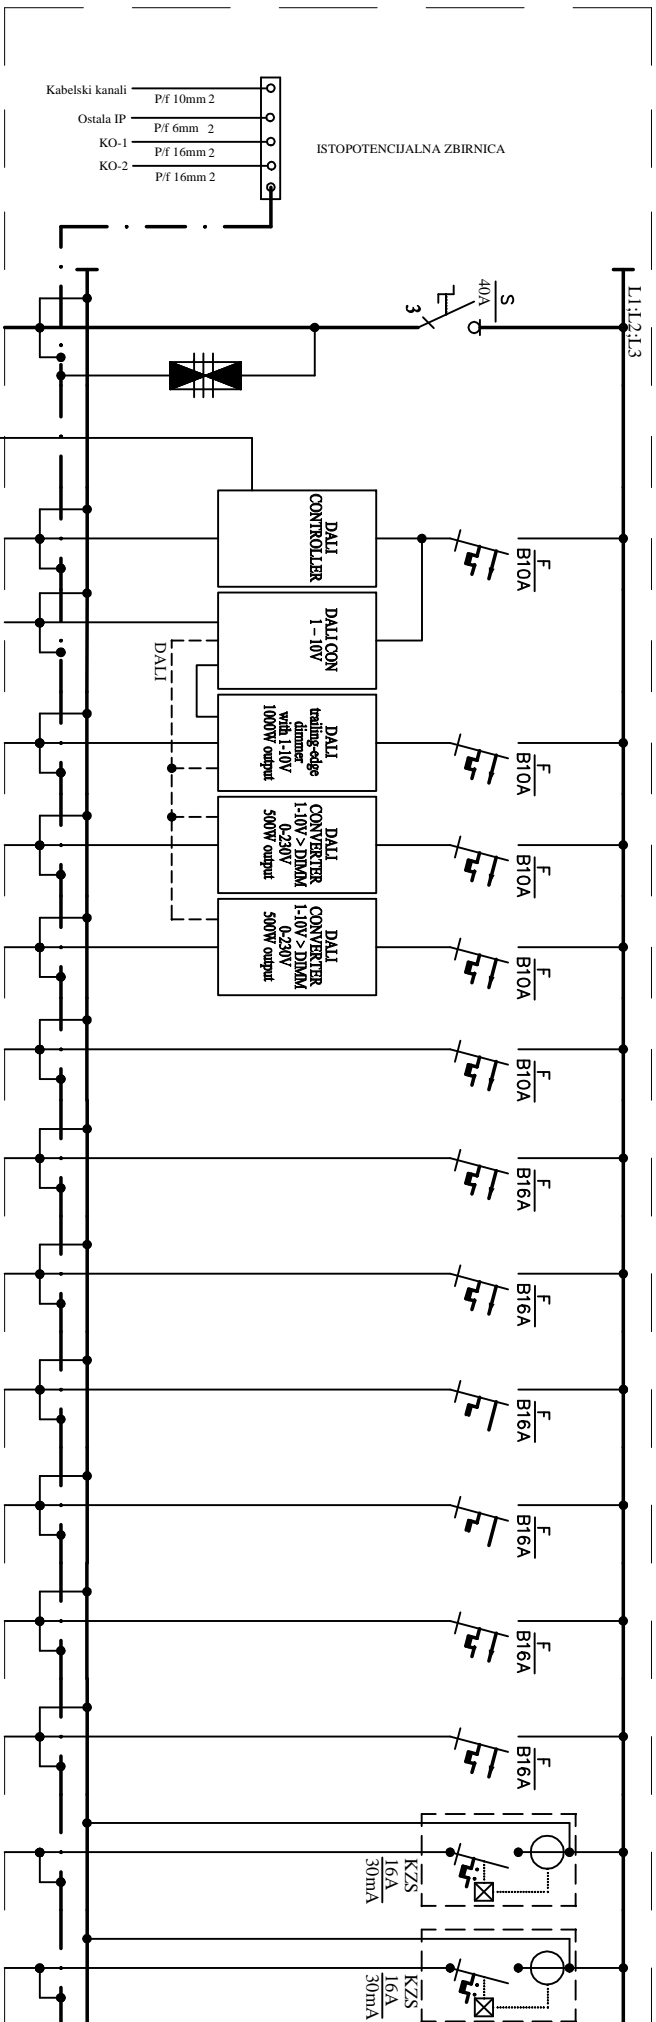 Kabelski kanali
P/f 10mm 2
Ostala IP
P/f 6mm 2
KO-1
P/f 16mm 2
KO-2
P/f 16mm 2
ISTOPOTENCIJALNA ZBIRNICA
L1;L2;L3
S
40A
3
DALI
CONTROLLER
F
B10A
DALI CON
1 – 10V
DALI
DALI
trailing-edge
dimmer
with 1-10V
1000W output
F
B10A
DALI
CONVERTER
1-10V > DIMM
0-230V
500W output
F
B10A
DALI
CONVERTER
1-10V > DIMM
0-230V
500W output
F
B10A
F
B10A
F
B16A
F
B16A
F
B16A
F
B16A
F
B16A
F
B16A
KZS
16A
30mA
KZS
16A
30mA